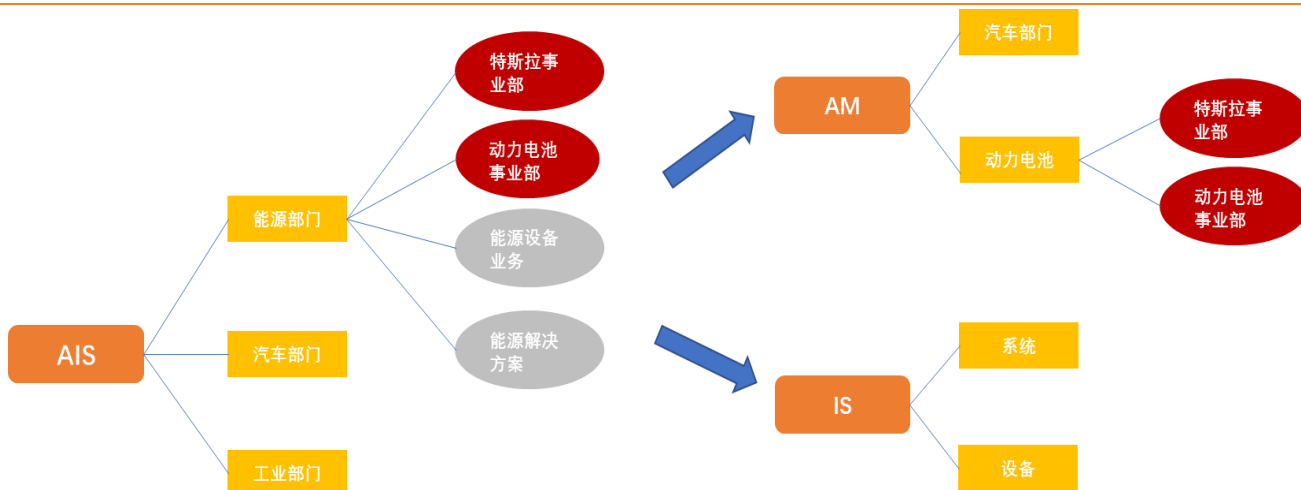 特斯拉事
业部
动力电池
事业部
能源设备
业务
能源解决
方案
能源部门
AIS
汽车部门
工业部门
汽车部门
AM
动力电池
特斯拉事
业部
动力电池
事业部
系统
IS
设备